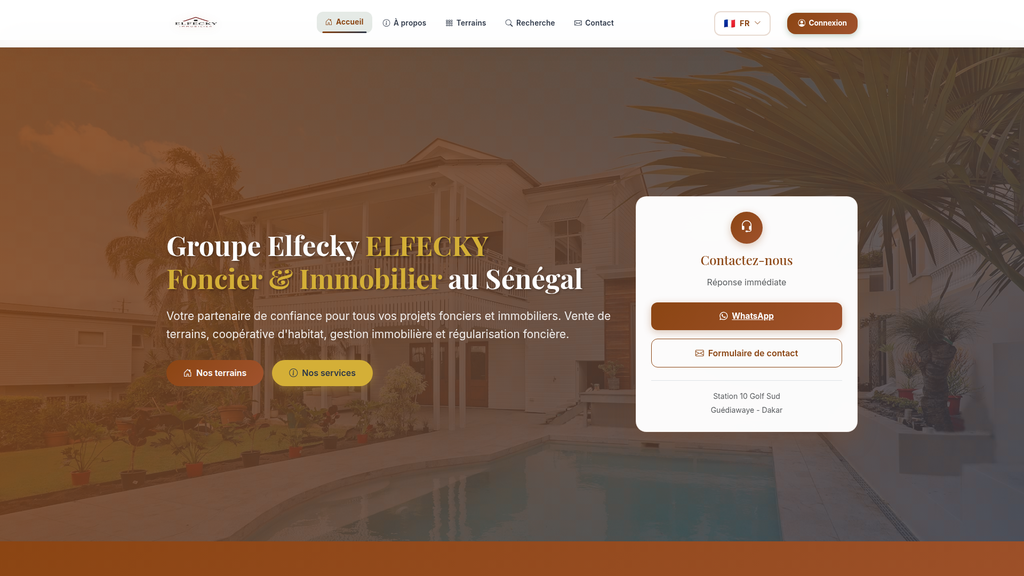 ELFECKY
Accueil
À propos
Terrains
Recherche
Contact
FR
Connexion
Groupe Elfecky ELFECKY
Foncier & Immobilier au Sénégal
Votre partenaire de confiance pour tous vos projets fonciers et immobiliers. Vente de
terrains, coopérative d'habitat, gestion immobilière et régularisation foncière.
Nos terrains
Nos services
Contactez-nous
Réponse immédiate
WhatsApp
Formulaire de contact
Station 10 Golf Sud
Guédiawaye - Dakar